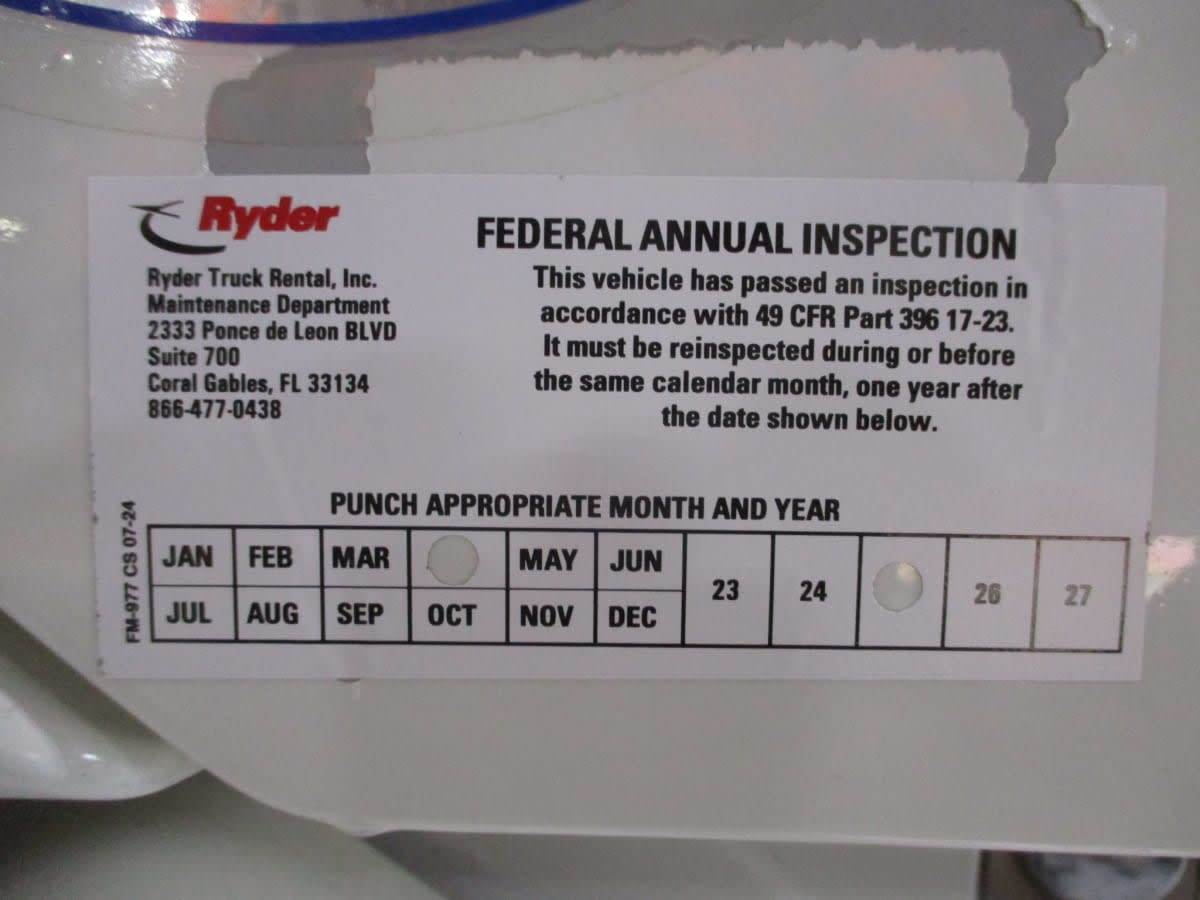 Ryder
Ryder Truck Rental, Inc.
Maintenance Department
2333 Ponce de Leon BLVD
Suite 700
Coral Gables, FL 33134
866-477-0438
FEDERAL ANNUAL INSPECTION
This vehicle has passed an inspection in
accordance with 49 CFR Part 396 17-23.
It must be reinspected during or before
the same calendar month, one year after
the date shown below.
PUNCH APPROPRIATE MONTH AND YEAR
JAN FEB MAR MAY JUN
JUL AUG SEP OCT NOV DEC
23 24 26 27
FM-977 CS 07-24